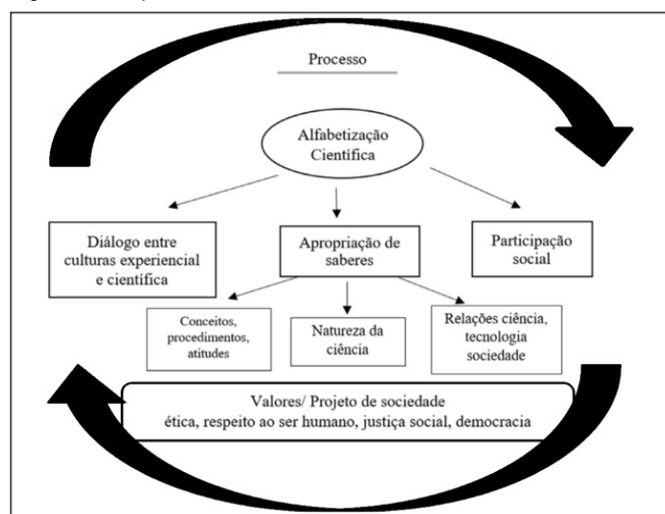 Processo
Alfabetização
Científica
Diálogo entre
culturas experiencial
e científica
Apropriação de
saberes
Participação
social
Conceitos,
procedimentos,
atitudes
Natureza da
ciência
Relações ciência,
tecnologia
sociedade
Valores/ Projeto de sociedade
ética, respeito ao ser humano, justiça social, democracia